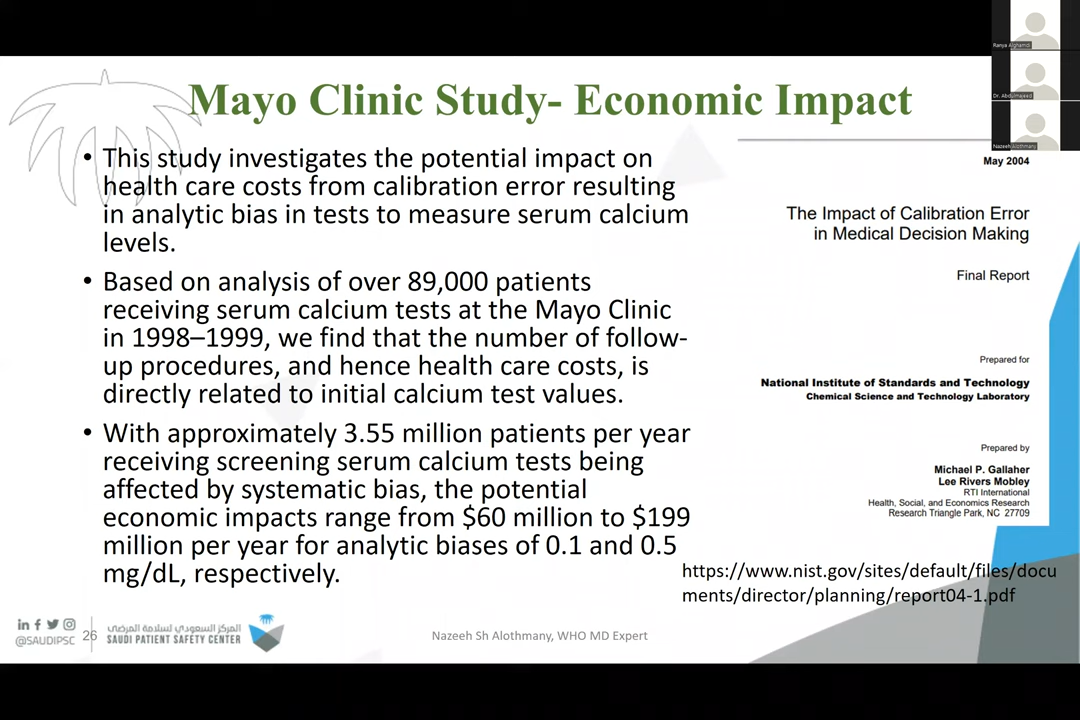 Mayo Clinic Study- Economic Impact
• This study investigates the potential impact on
health care costs from calibration error resulting
in analytic bias in tests to measure serum calcium
levels.
• Based on analysis of over 89,000 patients
receiving serum calcium tests at the Mayo Clinic
in 1998–1999, we find that the number of follow-
up procedures, and hence health care costs, is
directly related to initial calcium test values.
• With approximately 3.55 million patients per year
receiving screening serum calcium tests being
affected by systematic bias, the potential
economic impacts range from $60 million to $199
million per year for analytic biases of 0.1 and 0.5
mg/dL, respectively.
May 2004
The Impact of Calibration Error
in Medical Decision Making
Final Report
Prepared for
National Institute of Standards and Technology
Chemical Science and Technology Laboratory
Prepared by
Michael P. Gallaher
Lee Rivers Mobley
RTI International
Health, Social, and Economics Research
Research Triangle Park, NC 27709
https://www.nist.gov/sites/default/files/docu
ments/director/planning/report04-1.pdf
@SAUDIPSC
26
المركز السعودي لسلامة المرضى
SAUDI PATIENT SAFETY CENTER
Nazeeh Sh Alothmany, WHO MD Expert
Ranya Alghamdi
Dr. Abdulmajeed
Nazeeh Alothmany